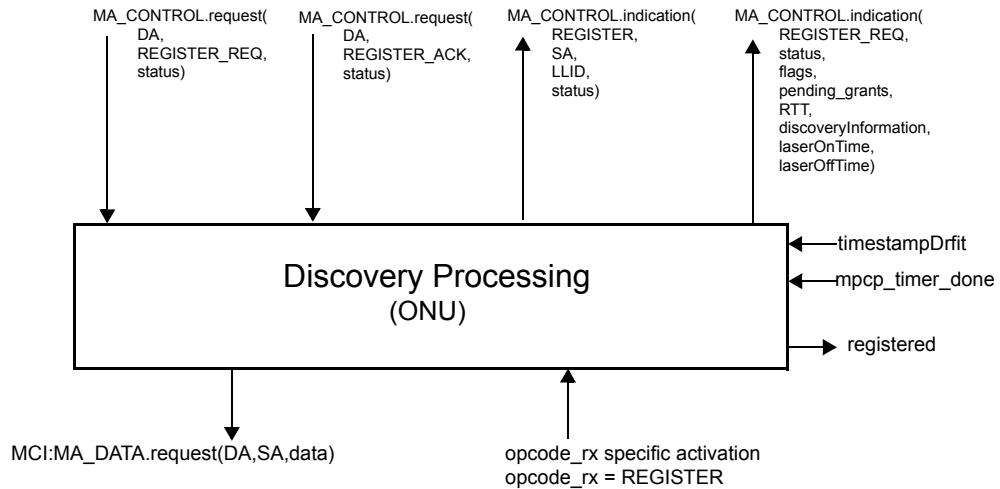 MA_CONTROL.request(
DA,
REGISTER_REQ,
status)
MA_CONTROL.request(
DA,
REGISTER_ACK,
status)
MA_CONTROL.indication(
REGISTER,
SA,
LLID,
status)
MA_CONTROL.indication(
REGISTER_REQ,
status,
flags,
pending_grants,
RTT,
discoveryInformation,
laserOnTime,
laserOffTime)
Discovery Processing
(ONU)
timestampDrfit
mpcp_timer_done
registered
MCI:MA_DATA.request(DA,SA,data)
opcode_rx specific activation
opcode_rx = REGISTER